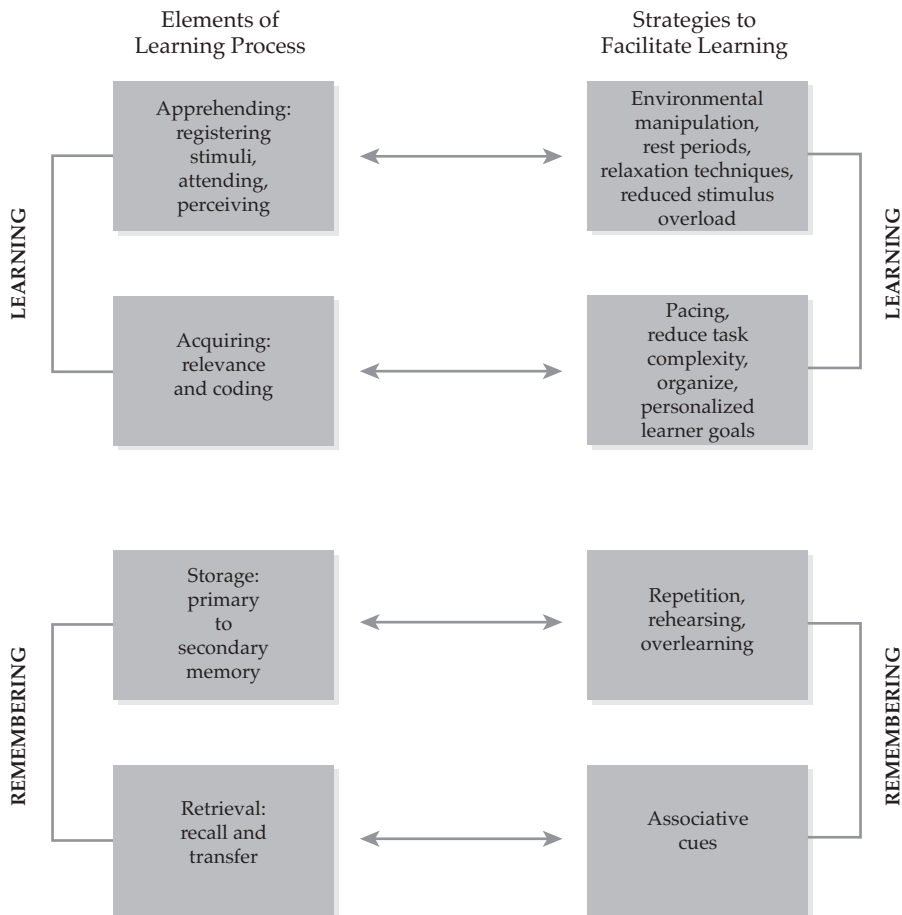 Elements of
Learning Process
Strategies to
Facilitate Learning
LEARNING
Apprehending:
registering
stimuli,
attending,
perceiving
Environmental
manipulation,
rest periods,
relaxation techniques,
reduced stimulus
overload
LEARNING
Acquiring:
relevance
and coding
Pacing,
reduce task
complexity,
organize,
personalized
learner goals
REMEMBERING
Storage:
primary
to
secondary
memory
Repetition,
rehearsing,
overlearning
REMEMBERING
Retrieval:
recall and
transfer
Associative
cues